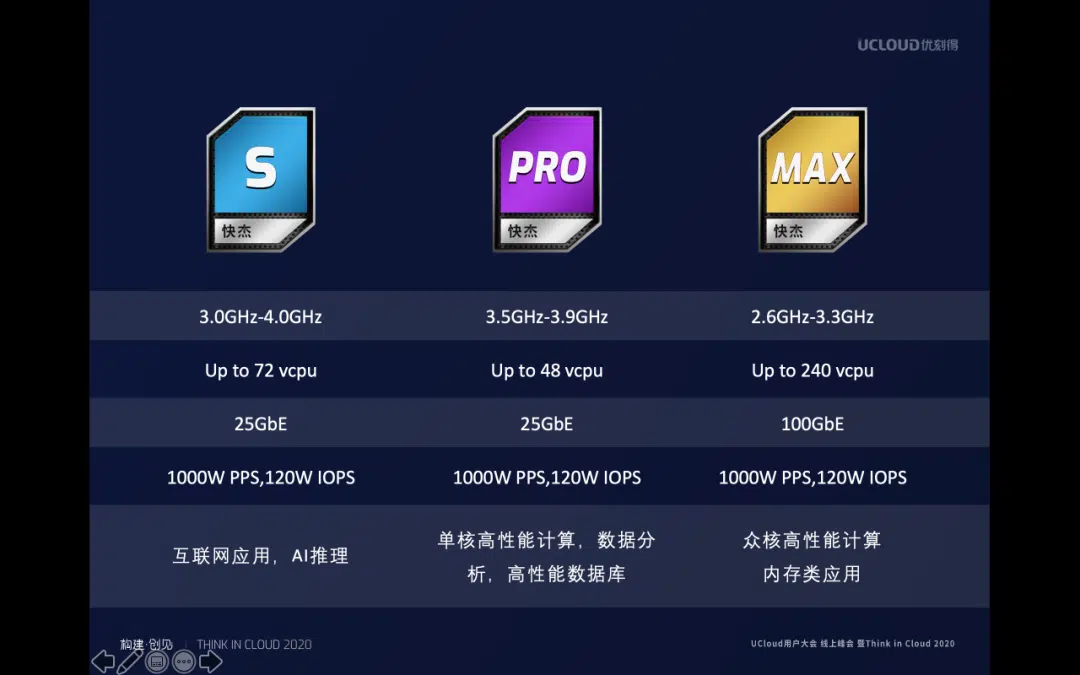 UCLOUD优刻得
S
PRO
MAX
快杰
快杰
快杰
3.0GHz-4.0GHz
3.5GHz-3.9GHz
2.6GHz-3.3GHz
Up to 72 vcpu
Up to 48 vcpu
Up to 240 vcpu
25GbE
25GbE
100GbE
1000W PPS,120W IOPS
1000W PPS,120W IOPS
1000W PPS,120W IOPS
互联网应用，AI推理
单核高性能计算，数据分
析，高性能数据库
众核高性能计算
内存类应用
构建·创见 | THINK IN CLOUD 2020
UCloud用户大会 线上峰会 暨Think in Cloud 2020